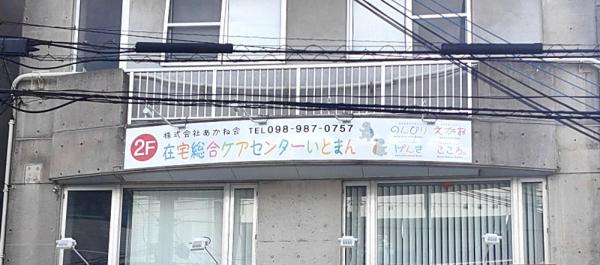 2F
株式会社あかね会 TEL098-987-0757
在宅総合ケアセンターいとまん
のんびり えがお
げんき こころ